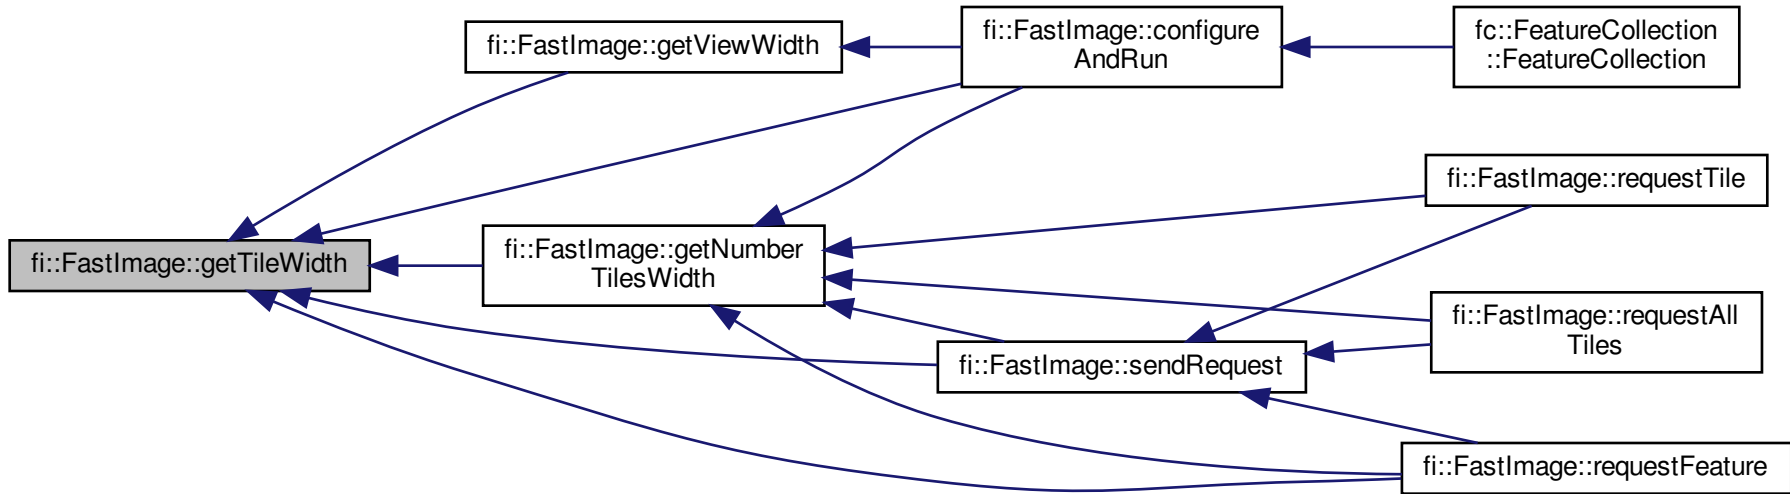 fi::FastImage::getViewWidth
fi::FastImage::configure
AndRun
fc::FeatureCollection
::FeatureCollection
fi::FastImage::requestTile
fi::FastImage::getTileWidth
fi::FastImage::getNumber
TilesWidth
fi::FastImage::requestAll
Tiles
fi::FastImage::sendRequest
fi::FastImage::requestFeature